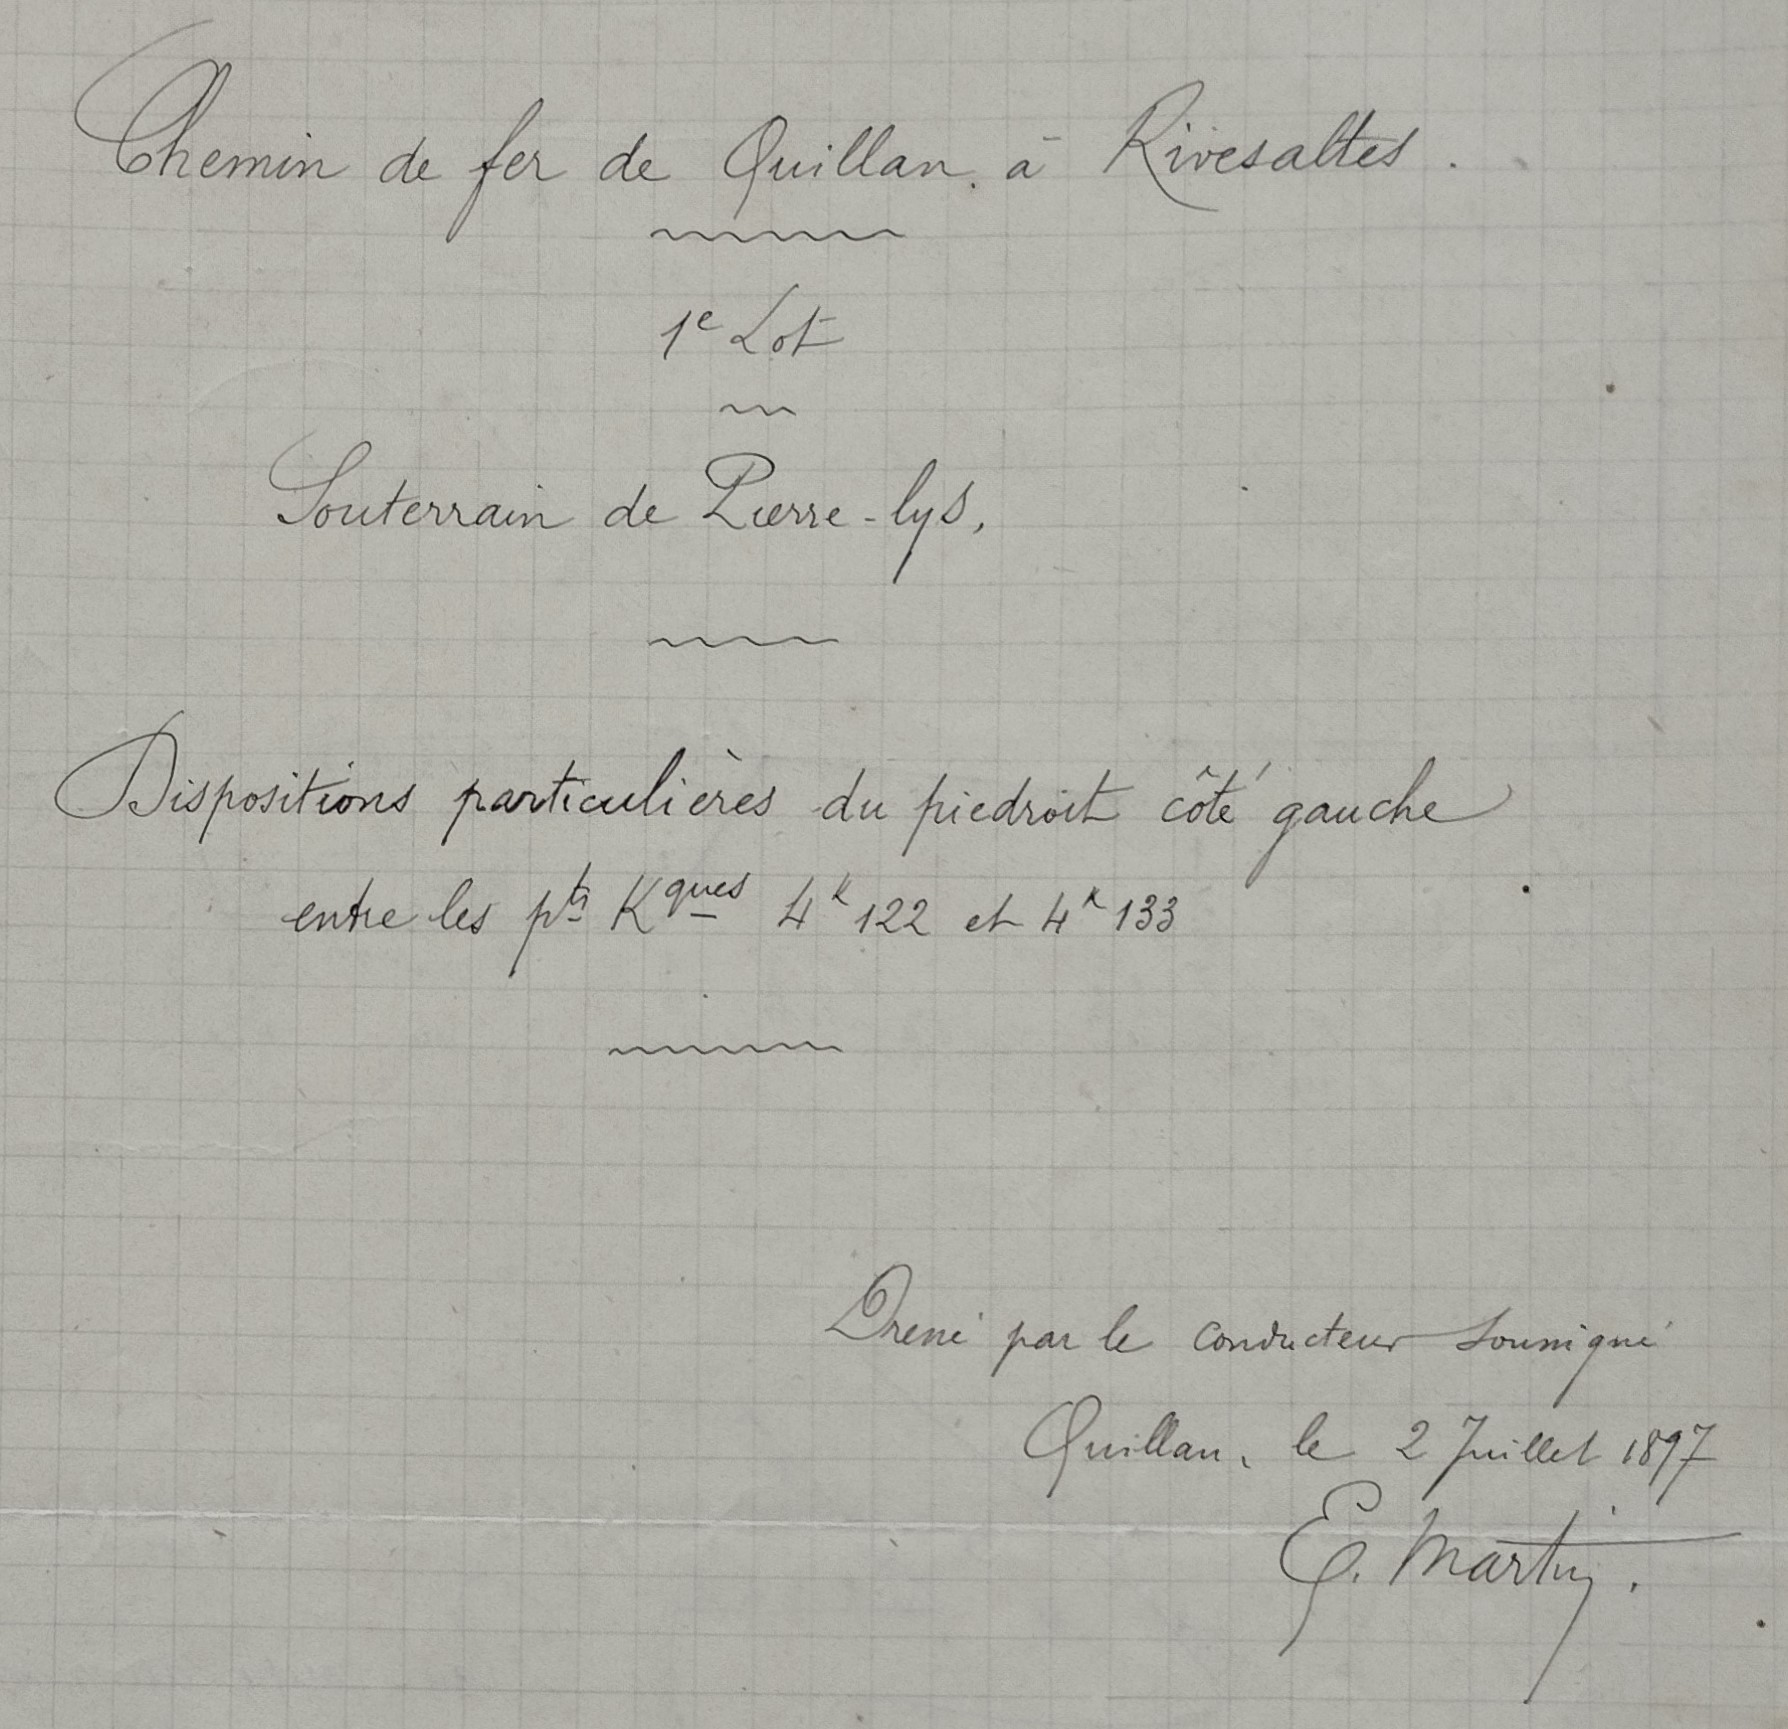 Chemin de fer de Quillan à Rivesaltes.
1e Lot
Souterrain de Pierre-lys,
Dispositions particulières du piedroit côté gauche
entre les pts Kques 4k122 et 4k133
Dressé par le conducteur soussigné
Quillan, le 2 Juillet 1897
E. Martin.